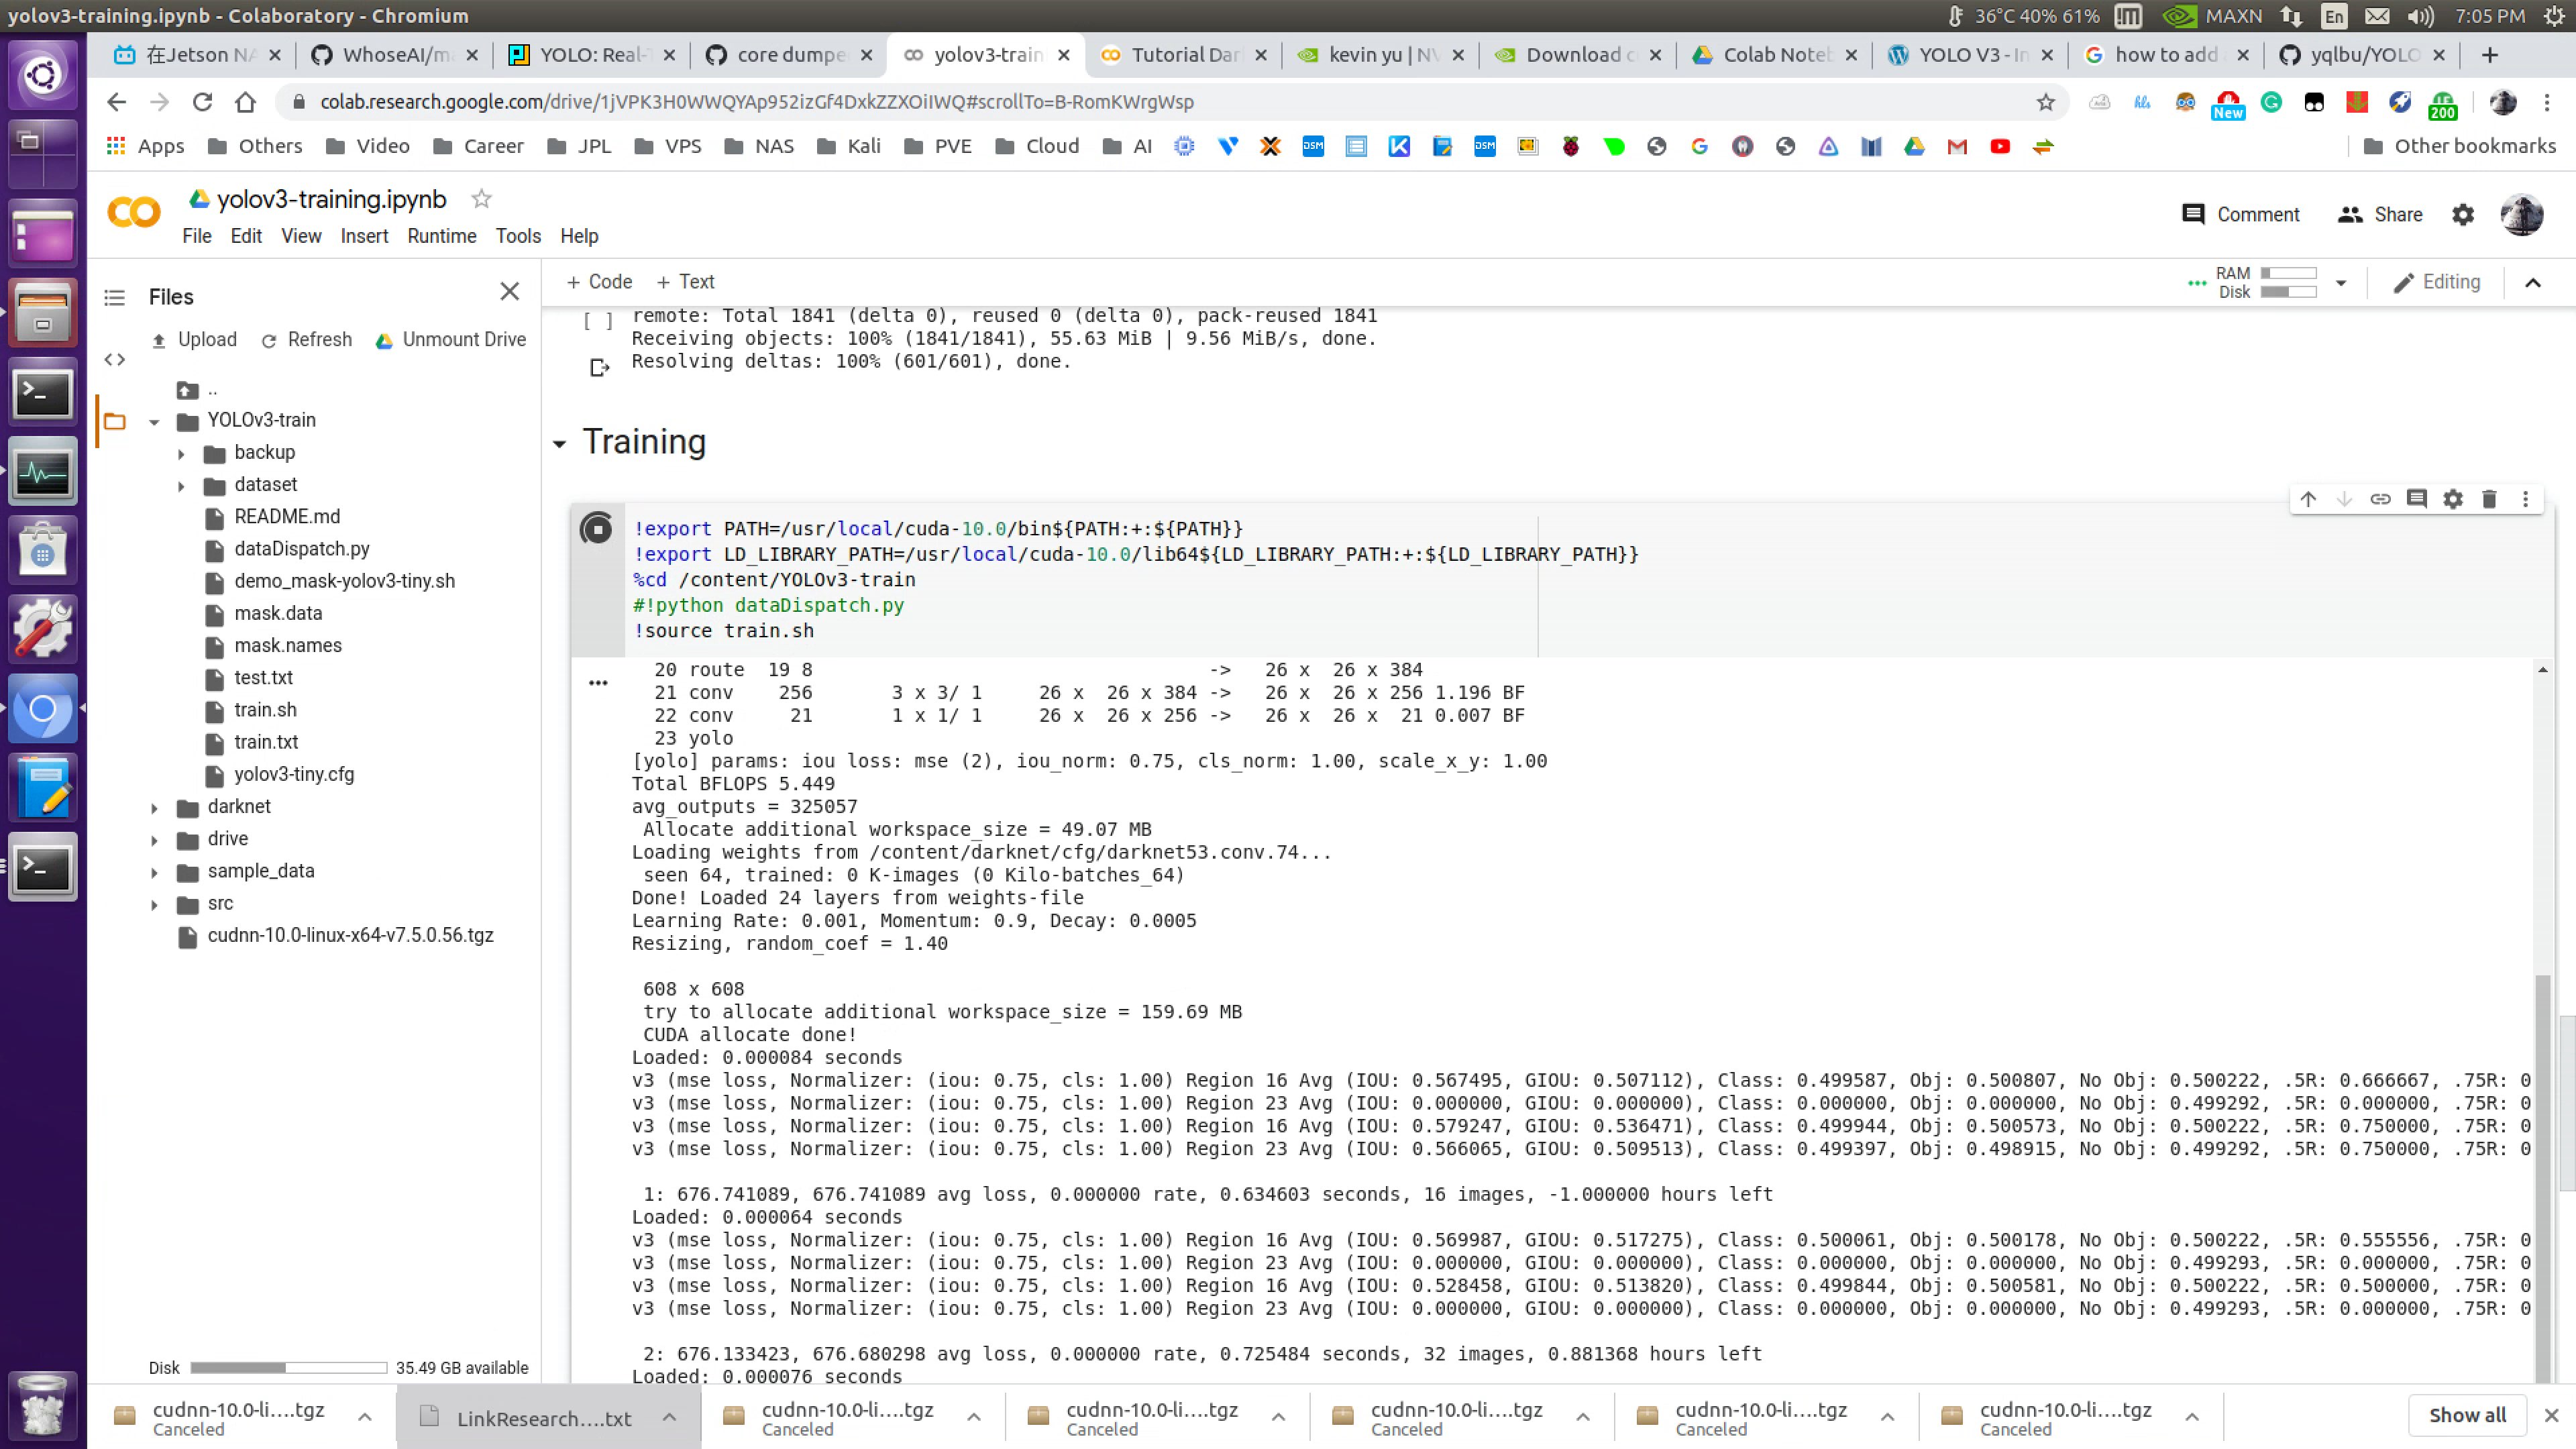 yolov3-training.ipynb - Colaboratory - Chromium
36°C 40% 61%
MAXN
En
7:05 PM
在Jetson NA
WhoseAI/ma
YOLO: Real-T
core dumped
yolov3-train
Tutorial Dar
kevin yu | NV
Download c
Colab Noteb
YOLO V3 - In
how to add
yqlbu/YOLO
colab.research.google.com/drive/1jVPK3H0WWQYAp952izGf4DxkZZXOiIWQ#scrollTo=B-RomKWrgWsp
hls
New
200
Apps
Others
Video
Career
JPL
VPS
NAS
Kali
PVE
Cloud
AI
DSM
DSM
Other bookmarks
yolov3-training.ipynb
File Edit View Insert Runtime Tools Help
Comment
Share
Files
Upload
Refresh
Unmount Drive
..
YOLOv3-train
backup
dataset
README.md
dataDispatch.py
demo_mask-yolov3-tiny.sh
mask.data
mask.names
test.txt
train.sh
train.txt
yolov3-tiny.cfg
darknet
drive
sample_data
src
cudnn-10.0-linux-x64-v7.5.0.56.tgz
Disk
35.49 GB available
+ Code + Text
RAM
Disk
Editing
[ ] remote: Total 1841 (delta 0), reused 0 (delta 0), pack-reused 1841
Receiving objects: 100% (1841/1841), 55.63 MiB | 9.56 MiB/s, done.
Resolving deltas: 100% (601/601), done.
Training
!export PATH=/usr/local/cuda-10.0/bin${PATH:+:${PATH}}
!export LD_LIBRARY_PATH=/usr/local/cuda-10.0/lib64${LD_LIBRARY_PATH:+:${LD_LIBRARY_PATH}}
%cd /content/YOLOv3-train
#!python dataDispatch.py
!source train.sh
20 route 19 8 -> 26 x 26 x 384
21 conv 256 3 x 3/ 1 26 x 26 x 384 -> 26 x 26 x 256 1.196 BF
22 conv 21 1 x 1/ 1 26 x 26 x 256 -> 26 x 26 x 21 0.007 BF
23 yolo
[yolo] params: iou loss: mse (2), iou_norm: 0.75, cls_norm: 1.00, scale_x_y: 1.00
Total BFLOPS 5.449
avg_outputs = 325057
Allocate additional workspace_size = 49.07 MB
Loading weights from /content/darknet/cfg/darknet53.conv.74...
seen 64, trained: 0 K-images (0 Kilo-batches_64)
Done! Loaded 24 layers from weights-file
Learning Rate: 0.001, Momentum: 0.9, Decay: 0.0005
Resizing, random_coef = 1.40
608 x 608
try to allocate additional workspace_size = 159.69 MB
CUDA allocate done!
Loaded: 0.000084 seconds
v3 (mse loss, Normalizer: (iou: 0.75, cls: 1.00) Region 16 Avg (IOU: 0.567495, GIOU: 0.507112), Class: 0.499587, Obj: 0.500807, No Obj: 0.500222, .5R: 0.666667, .75R: 0
v3 (mse loss, Normalizer: (iou: 0.75, cls: 1.00) Region 23 Avg (IOU: 0.000000, GIOU: 0.000000), Class: 0.000000, Obj: 0.000000, No Obj: 0.499292, .5R: 0.000000, .75R: 0
v3 (mse loss, Normalizer: (iou: 0.75, cls: 1.00) Region 16 Avg (IOU: 0.579247, GIOU: 0.536471), Class: 0.499944, Obj: 0.500573, No Obj: 0.500222, .5R: 0.750000, .75R: 0
v3 (mse loss, Normalizer: (iou: 0.75, cls: 1.00) Region 23 Avg (IOU: 0.566065, GIOU: 0.509513), Class: 0.499397, Obj: 0.498915, No Obj: 0.499292, .5R: 0.750000, .75R: 0
1: 676.741089, 676.741089 avg loss, 0.000000 rate, 0.634603 seconds, 16 images, -1.000000 hours left
Loaded: 0.000064 seconds
v3 (mse loss, Normalizer: (iou: 0.75, cls: 1.00) Region 16 Avg (IOU: 0.569987, GIOU: 0.517275), Class: 0.500061, Obj: 0.500178, No Obj: 0.500222, .5R: 0.555556, .75R: 0
v3 (mse loss, Normalizer: (iou: 0.75, cls: 1.00) Region 23 Avg (IOU: 0.000000, GIOU: 0.000000), Class: 0.000000, Obj: 0.000000, No Obj: 0.499293, .5R: 0.000000, .75R: 0
v3 (mse loss, Normalizer: (iou: 0.75, cls: 1.00) Region 16 Avg (IOU: 0.528458, GIOU: 0.513820), Class: 0.499844, Obj: 0.500581, No Obj: 0.500222, .5R: 0.500000, .75R: 0
v3 (mse loss, Normalizer: (iou: 0.75, cls: 1.00) Region 23 Avg (IOU: 0.000000, GIOU: 0.000000), Class: 0.000000, Obj: 0.000000, No Obj: 0.499293, .5R: 0.000000, .75R: 0
2: 676.133423, 676.680298 avg loss, 0.000000 rate, 0.725484 seconds, 32 images, 0.881368 hours left
Loaded: 0.000076 seconds
cudnn-10.0-li....tgz
Canceled
LinkResearch....txt
cudnn-10.0-li....tgz
Canceled
cudnn-10.0-li....tgz
Canceled
cudnn-10.0-li....tgz
Canceled
cudnn-10.0-li....tgz
Canceled
cudnn-10.0-li....tgz
Canceled
Show all